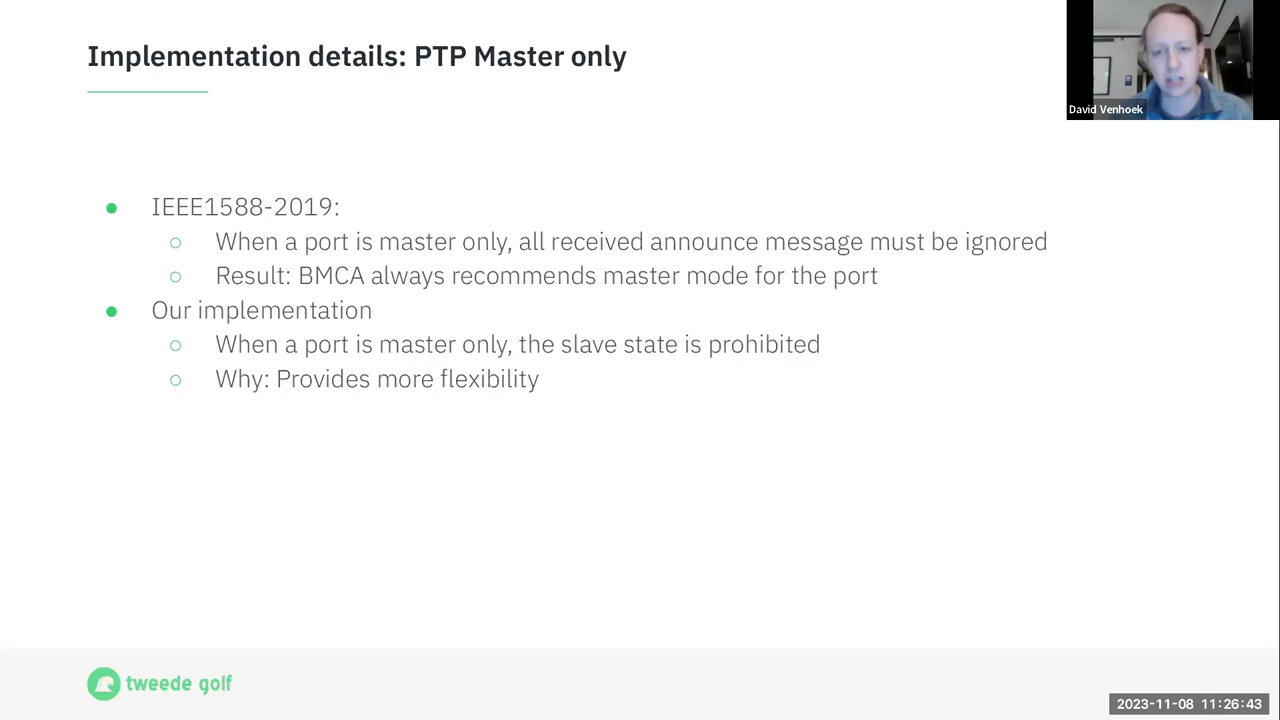 Implementation details: PTP Master only
David Venhoek
IEEE1588-2019:
When a port is master only, all received announce message must be ignored
Result: BMCA always recommends master mode for the port
Our implementation
When a port is master only, the slave state is prohibited
Why: Provides more flexibility
tweede golf
2023-11-08 11:26:43